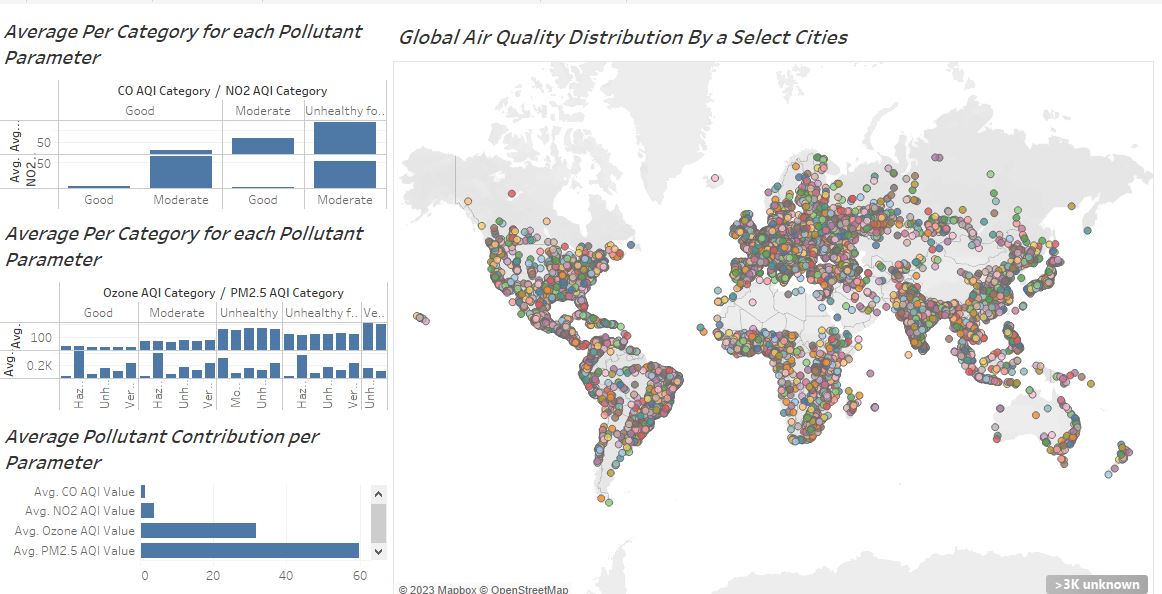 Average Per Category for each Pollutant
Parameter
CO AQI Category / NO2 AQI Category
Good Moderate Unhealthy fo..
Avg...
50
Avg.
NO2..
50
Good Moderate Good Moderate
Average Per Category for each Pollutant
Parameter
Ozone AQI Category / PM2.5 AQI Category
Good Moderate Unhealthy Unhealthy f.. Ve..
Avg..
100
Avg..
0.2K
Haz.. Unh.. Ver.. Haz.. Unh.. Ver.. Mo.. Unh.. Haz.. Unh.. Ver.. Unh..
Average Pollutant Contribution per
Parameter
Avg. CO AQI Value
Avg. NO2 AQI Value
Avg. Ozone AQI Value
Avg. PM2.5 AQI Value
0 20 40 60
Global Air Quality Distribution By a Select Cities
© 2023 Mapbox © OpenStreetMap
>3K unknown